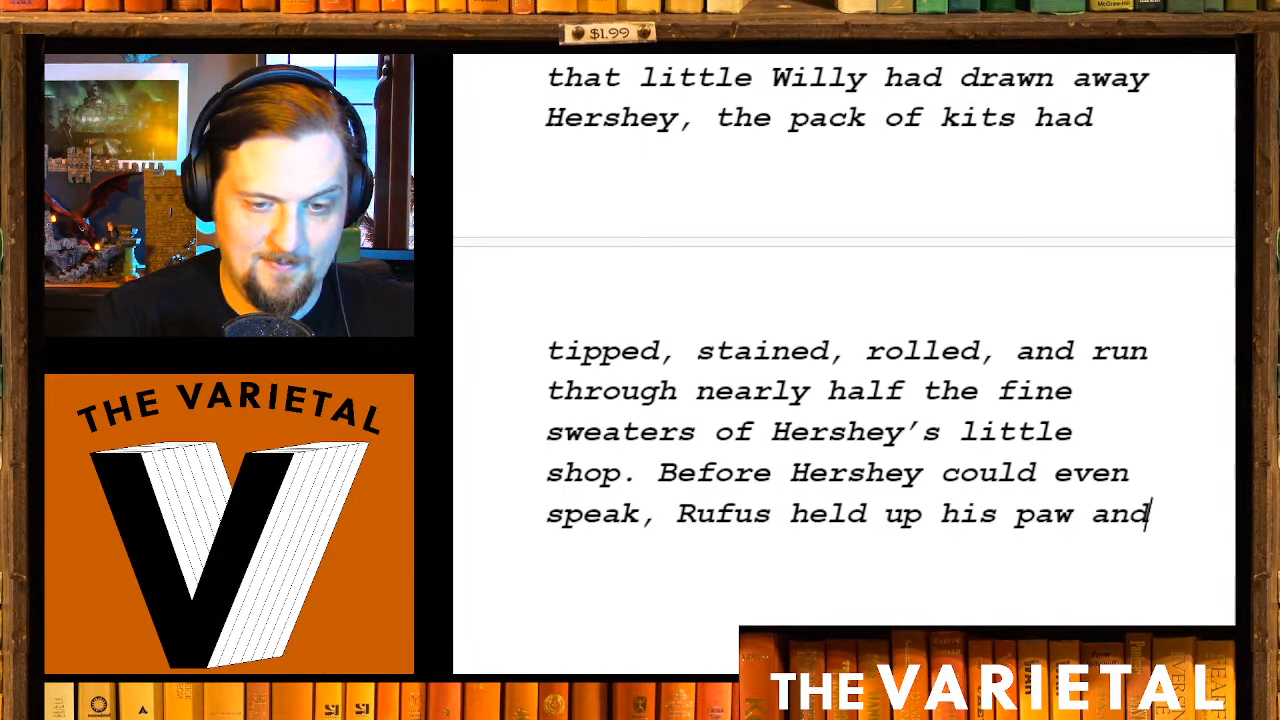 $1.99
McGraw-Hill
that little Willy had drawn away
Hershey, the pack of kits had
tipped, stained, rolled, and run
through nearly half the fine
sweaters of Hershey’s little
shop. Before Hershey could even
speak, Rufus held up his paw and
THE VARIETAL
V
THE VARIETAL